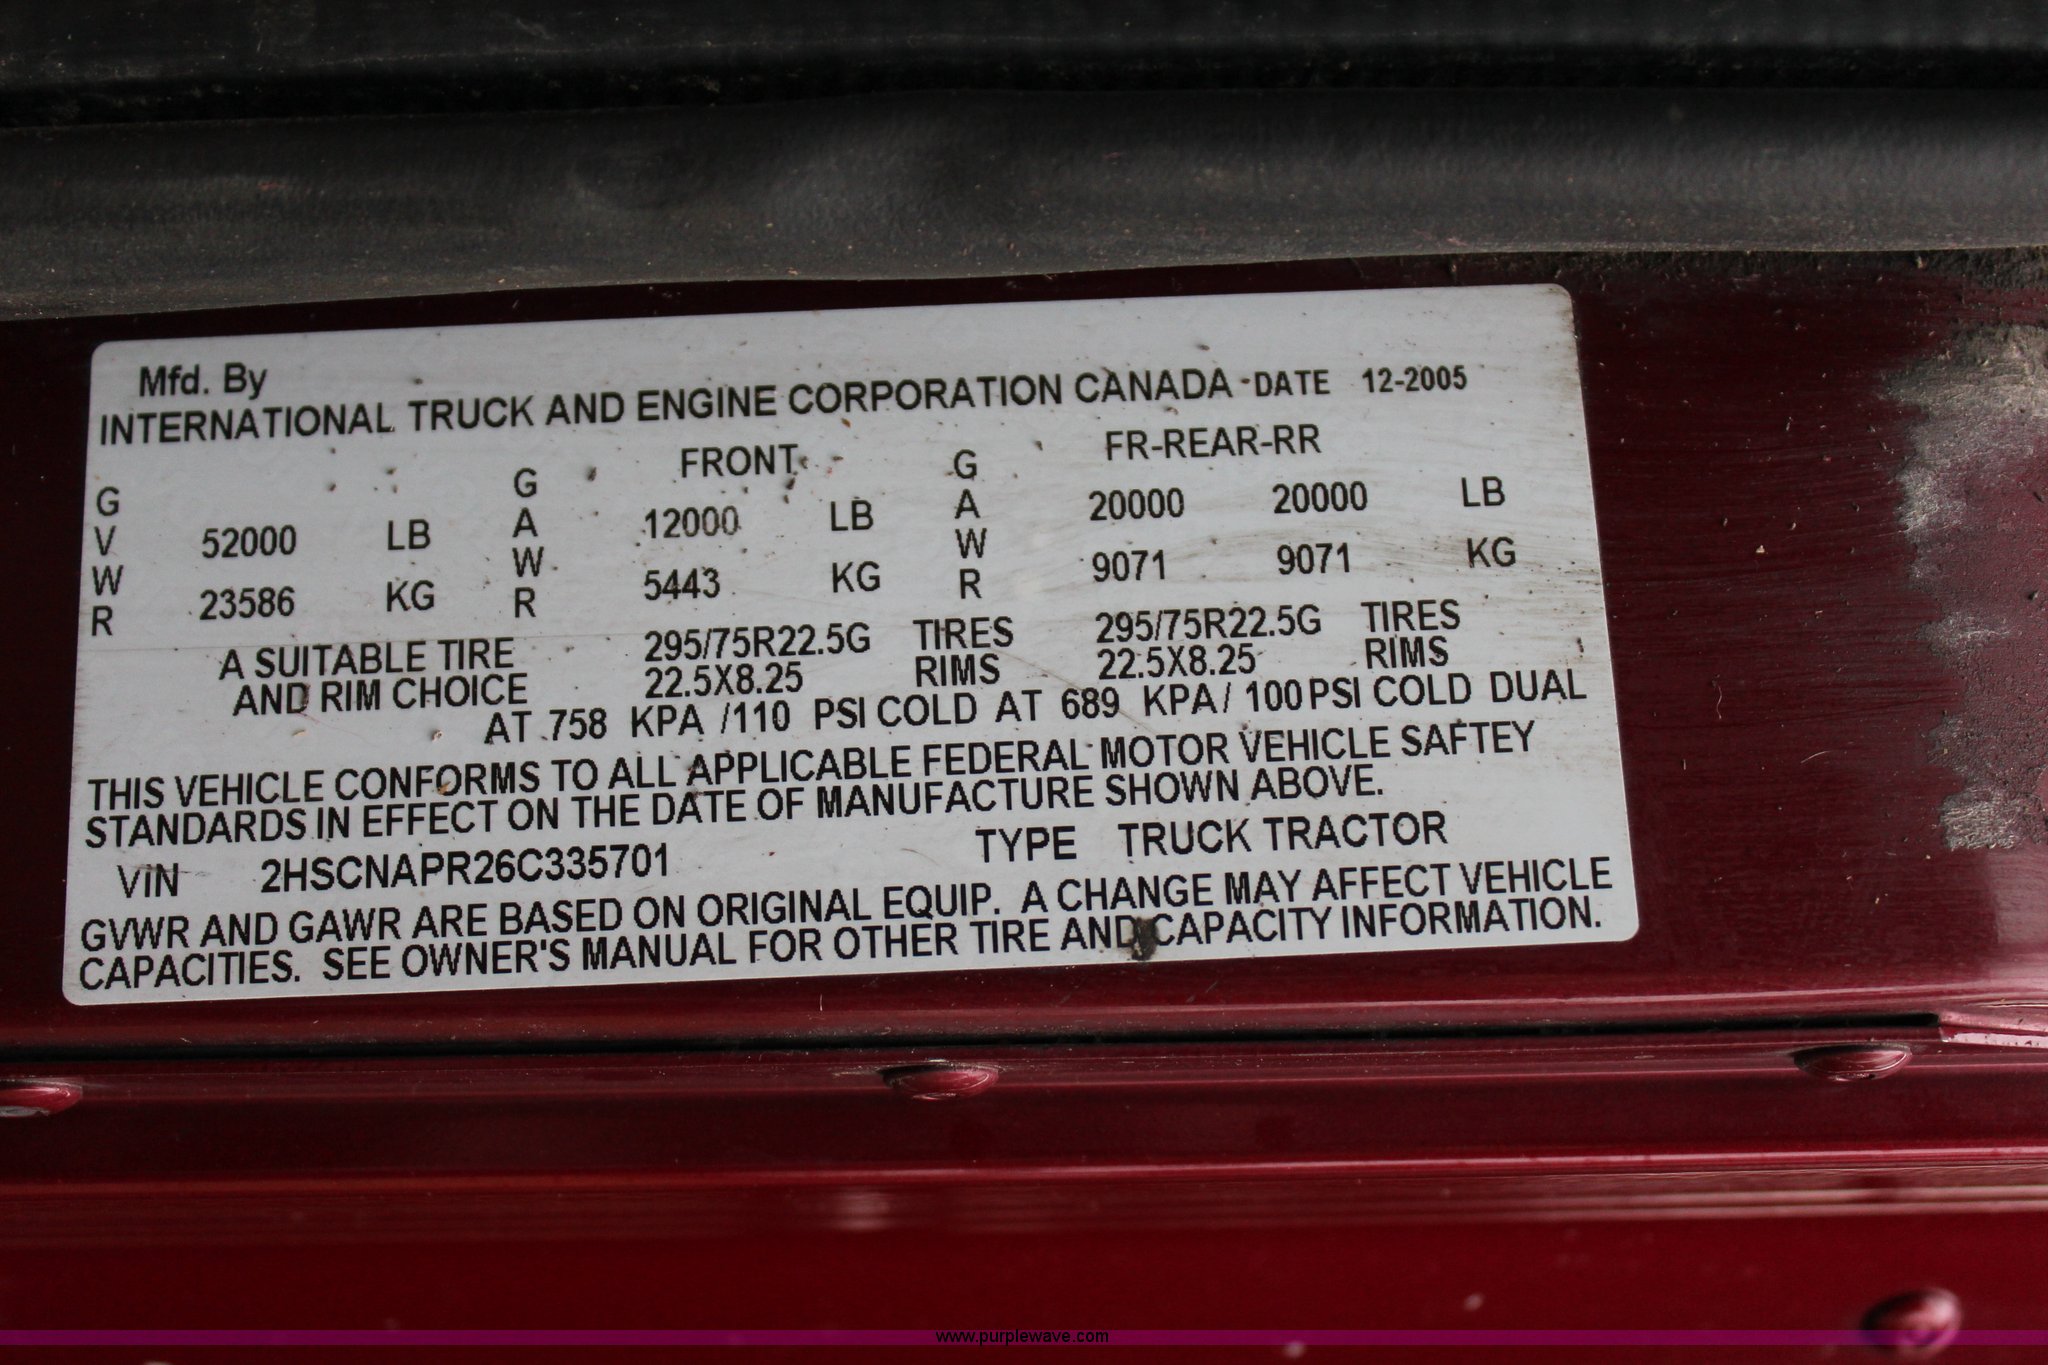 Mfd. By
INTERNATIONAL TRUCK AND ENGINE CORPORATION CANADA - DATE 12-2005
FRONT FR-REAR-RR
GVWR 52000 LB GAWR 12000 LB GAWR 20000 20000 LB
23586 KG 5443 KG 9071 9071 KG
A SUITABLE TIRE 295/75R22.5G TIRES 295/75R22.5G TIRES
AND RIM CHOICE 22.5X8.25 RIMS 22.5X8.25 RIMS
AT 758 KPA /110 PSI COLD AT 689 KPA/ 100 PSI COLD DUAL
THIS VEHICLE CONFORMS TO ALL APPLICABLE FEDERAL MOTOR VEHICLE SAFTEY
STANDARDS IN EFFECT ON THE DATE OF MANUFACTURE SHOWN ABOVE.
VIN 2HSCNAPR26C335701 TYPE TRUCK TRACTOR
GVWR AND GAWR ARE BASED ON ORIGINAL EQUIP. A CHANGE MAY AFFECT VEHICLE
CAPACITIES. SEE OWNER'S MANUAL FOR OTHER TIRE AND CAPACITY INFORMATION.
www.purplewave.com